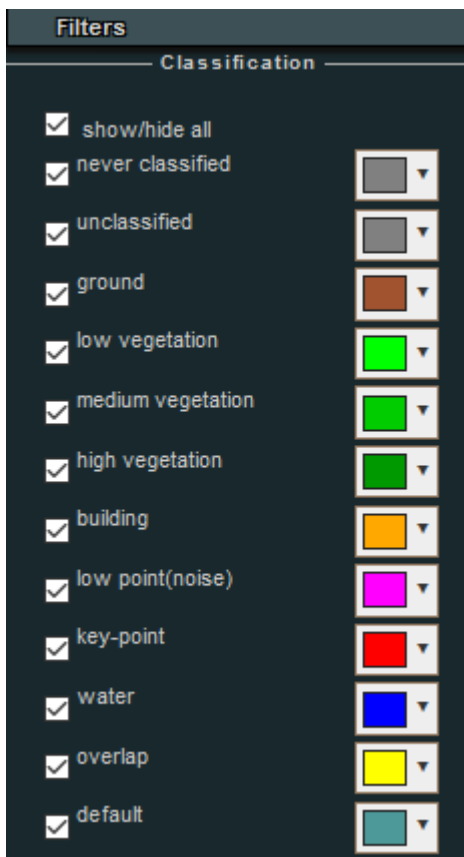 Filters
Classification
show/hide all
never classified
unclassified
ground
low vegetation
medium vegetation
high vegetation
building
low point(noise)
key-point
water
overlap
default